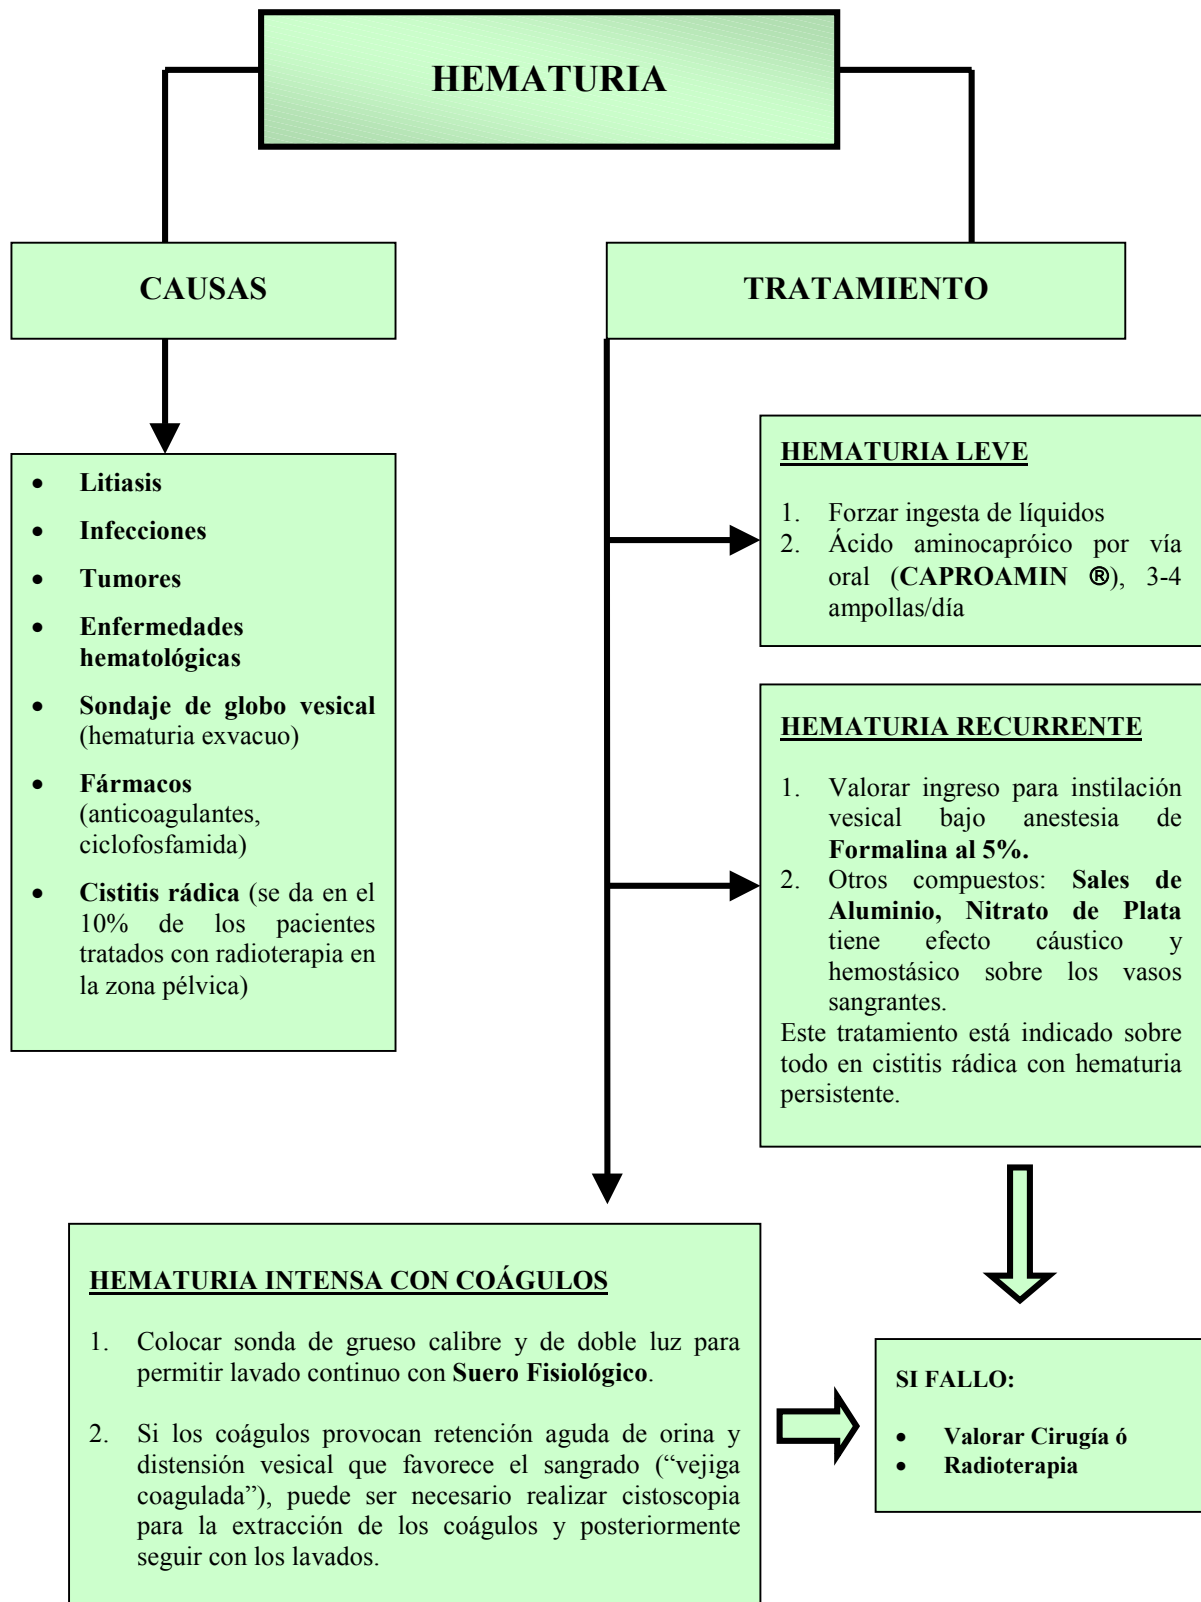 HEMATURIA
CAUSAS
• Litiasis
• Infecciones
• Tumores
• Enfermedades
hematológicas
• Sondaje de globo vesical
(hematuria exvacuo)
• Fármacos
(anticoagulantes,
ciclofosfamida)
• Cistitis rádica (se da en el
10% de los pacientes
tratados con radioterapia en
la zona pélvica)
TRATAMIENTO
HEMATURIA LEVE
1. Forzar ingesta de líquidos
2. Ácido aminocapróico por vía
oral (CAPROAMIN ®), 3-4
ampollas/día
HEMATURIA RECURRENTE
1. Valorar ingreso para instilación
vesical bajo anestesia de
Formalina al 5%.
2. Otros compuestos: Sales de
Aluminio, Nitrato de Plata
tiene efecto cáustico y
hemostásico sobre los vasos
sangrantes.
Este tratamiento está indicado sobre
todo en cistitis rádica con hematuria
persistente.
HEMATURIA INTENSA CON COÁGULOS
1. Colocar sonda de grueso calibre y de doble luz para
permitir lavado continuo con Suero Fisiológico.
2. Si los coágulos provocan retención aguda de orina y
distensión vesical que favorece el sangrado (“vejiga
coagulada”), puede ser necesario realizar cistoscopia
para la extracción de los coágulos y posteriormente
seguir con los lavados.
SI FALLO:
• Valorar Cirugía ó
• Radioterapia